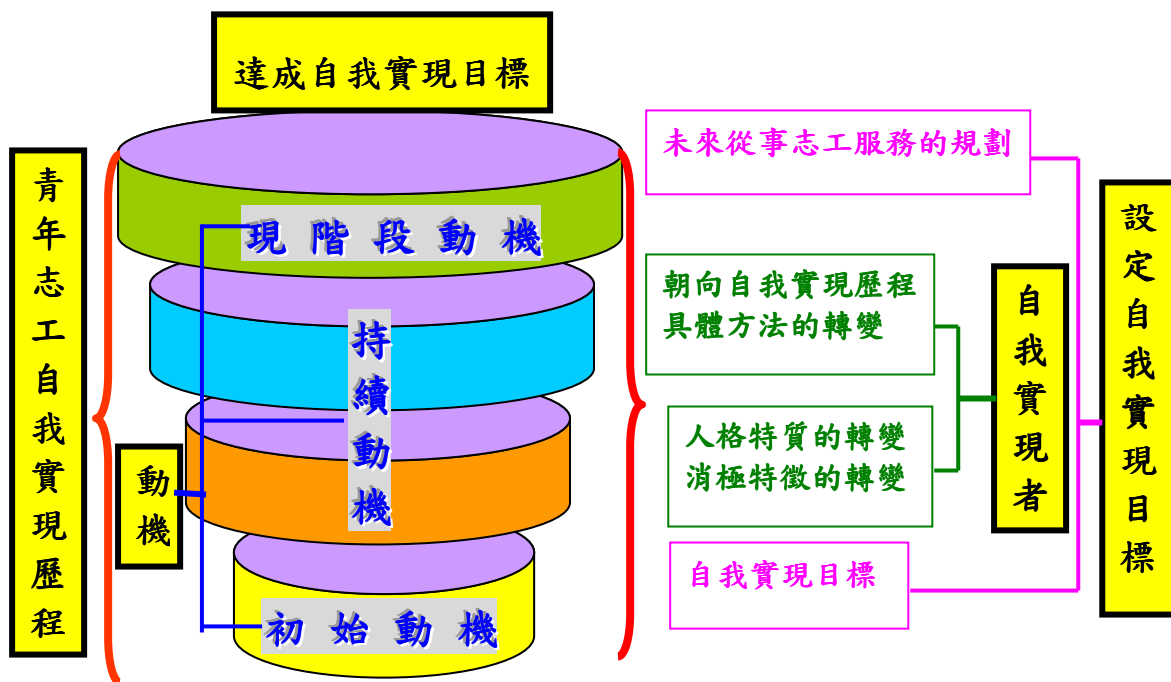 達成自我實現目標
青年志工自我實現歷程
動機
現階段動機
持續動機
初始動機
未來從事志工服務的規劃
朝向自我實現歷程
具體方法的轉變
人格特質的轉變
消極特徵的轉變
自我實現目標
自我實現者
設定自我實現目標